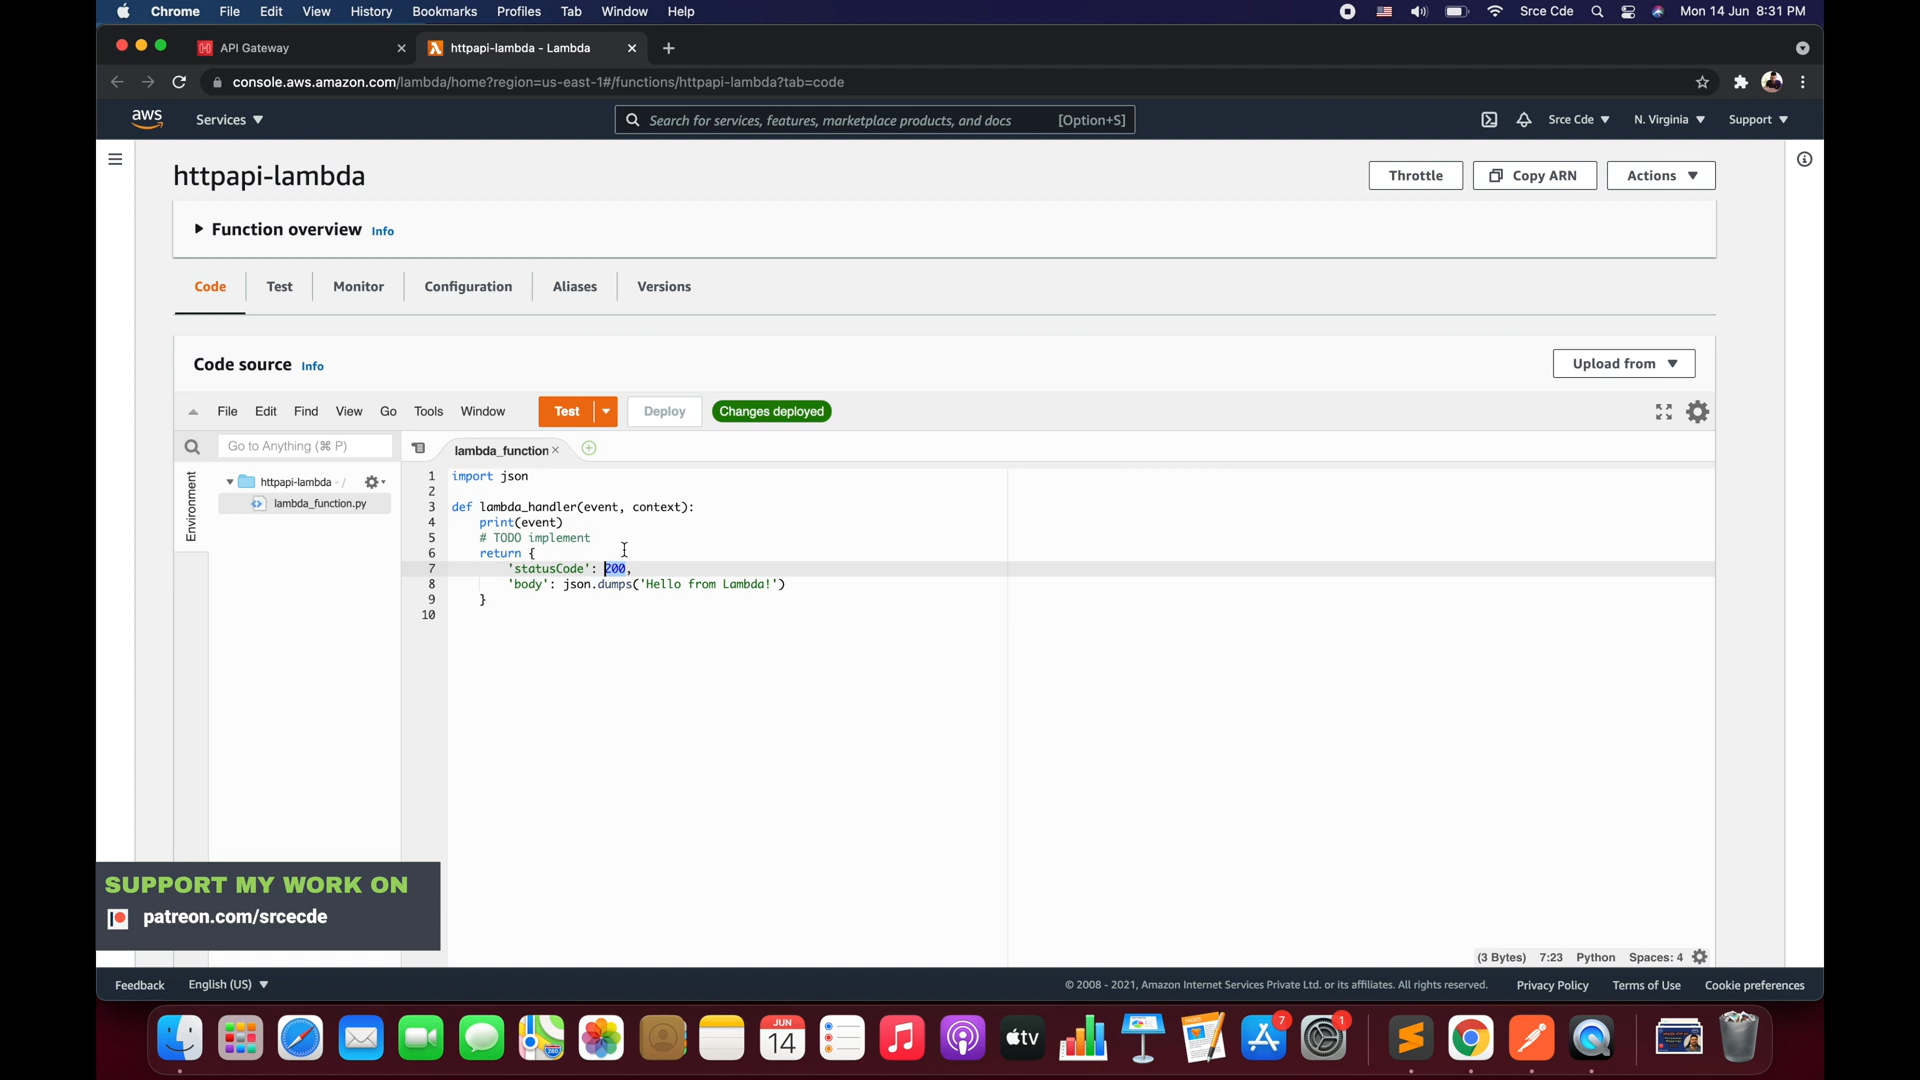 Chrome File Edit View History Bookmarks Profiles Tab Window Help Srce Cde Mon 14 Jun 8:31 PM
API Gateway httpapi-lambda - Lambda
console.aws.amazon.com/lambda/home?region=us-east-1#/functions/httpapi-lambda?tab=code
aws Services Search for services, features, marketplace products, and docs [Option+S] Srce Cde N. Virginia Support
httpapi-lambda Throttle Copy ARN Actions
Function overview Info
Code Test Monitor Configuration Aliases Versions
Code source Info Upload from
File Edit Find View Go Tools Window Test Deploy Changes deployed
Go to Anything (⌘ P) lambda_function
Environment
httpapi-lambda - /
lambda_function.py
1 import json
2
3 def lambda_handler(event, context):
4 print(event)
5 # TODO implement
6 return {
7 'statusCode': 200,
8 'body': json.dumps('Hello from Lambda!')
9 }
10
SUPPORT MY WORK ON
patreon.com/srcecde
(3 Bytes) 7:23 Python Spaces: 4
Feedback English (US) © 2008 - 2021, Amazon Internet Services Private Ltd. or its affiliates. All rights reserved. Privacy Policy Terms of Use Cookie preferences
JUN
14
tv
7
1